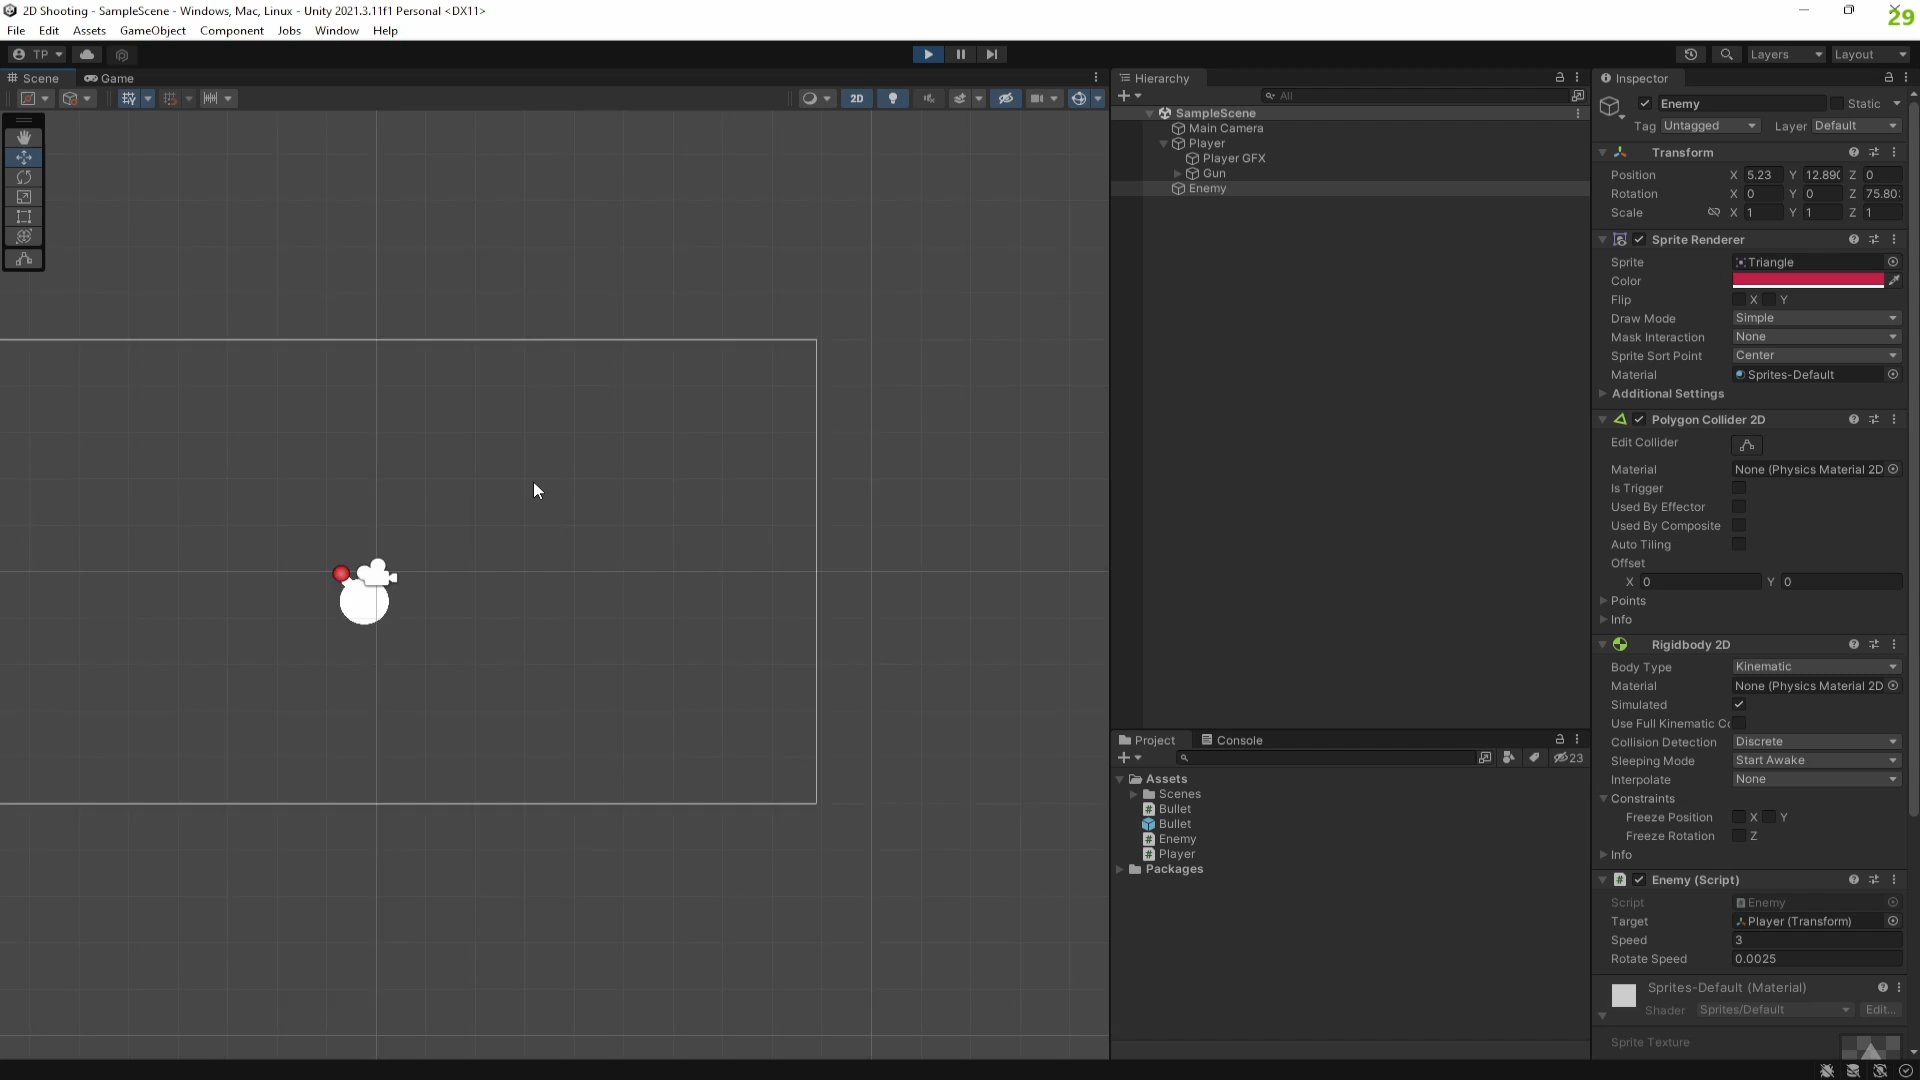 2D Shooting - SampleScene - Windows, Mac, Linux - Unity 2021.3.11f1 Personal <DX11>
29
File Edit Assets GameObject Component Jobs Window Help
TP Layers Layout
Scene Game
2D
Hierarchy
All
SampleScene
Main Camera
Player
Player GFX
Gun
Enemy
Project Console
23
Assets
Scenes
Bullet
Bullet
Enemy
Player
Packages
Inspector
Enemy Static
Tag Untagged Layer Default
Transform
Position X 5.23 Y 12.890 Z 0
Rotation X 0 Y 0 Z 75.80
Scale X 1 Y 1 Z 1
Sprite Renderer
Sprite Triangle
Color
Flip X Y
Draw Mode Simple
Mask Interaction None
Sprite Sort Point Center
Material Sprites-Default
Additional Settings
Polygon Collider 2D
Edit Collider
Material None (Physics Material 2D
Is Trigger
Used By Effector
Used By Composite
Auto Tiling
Offset
X 0 Y 0
Points
Info
Rigidbody 2D
Body Type Kinematic
Material None (Physics Material 2D
Simulated
Use Full Kinematic Co
Collision Detection Discrete
Sleeping Mode Start Awake
Interpolate None
Constraints
Freeze Position X Y
Freeze Rotation Z
Info
# Enemy (Script)
Script Enemy
Target Player (Transform)
Speed 3
Rotate Speed 0.0025
Sprites-Default (Material)
Shader Sprites/Default Edit...
Sprite Texture